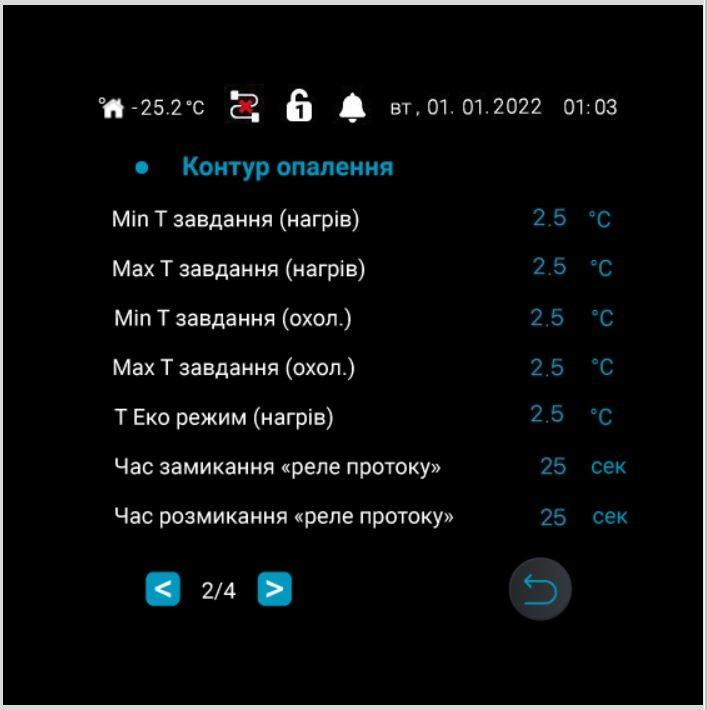 -25.2°C 1 вт, 01. 01. 2022 01:03
Контур опалення
Min T завдання (нагрів) 2.5 °C
Max T завдання (нагрів) 2.5 °C
Min T завдання (охол.) 2.5 °C
Max T завдання (охол.) 2.5 °C
T Еко режим (нагрів) 2.5 °C
Час замикання «реле протоку» 25 сек
Час розмикання «реле протоку» 25 сек
< 2/4 >